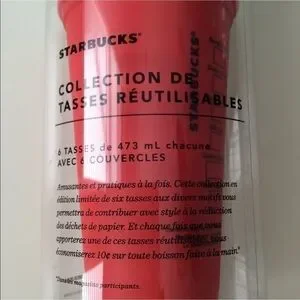 STARBUCKS®
COLLECTION DE
TASSES RÉUTILISABLES
6 TASSES de 473 mL chacune
AVEC 6 COUVERCLES
Amusantes et pratiques à la fois. Cette collection en
édition limitée de six tasses aux divers motifs vous
permettra de contribuer avec style à la réduction
des déchets de papier. Et chaque fois que vous
apporterez une de ces tasses réutilisables, vous
économiserez 10¢ sur toute boisson faite à la main.*
*Dans les magasins participants.
STARBUCKS